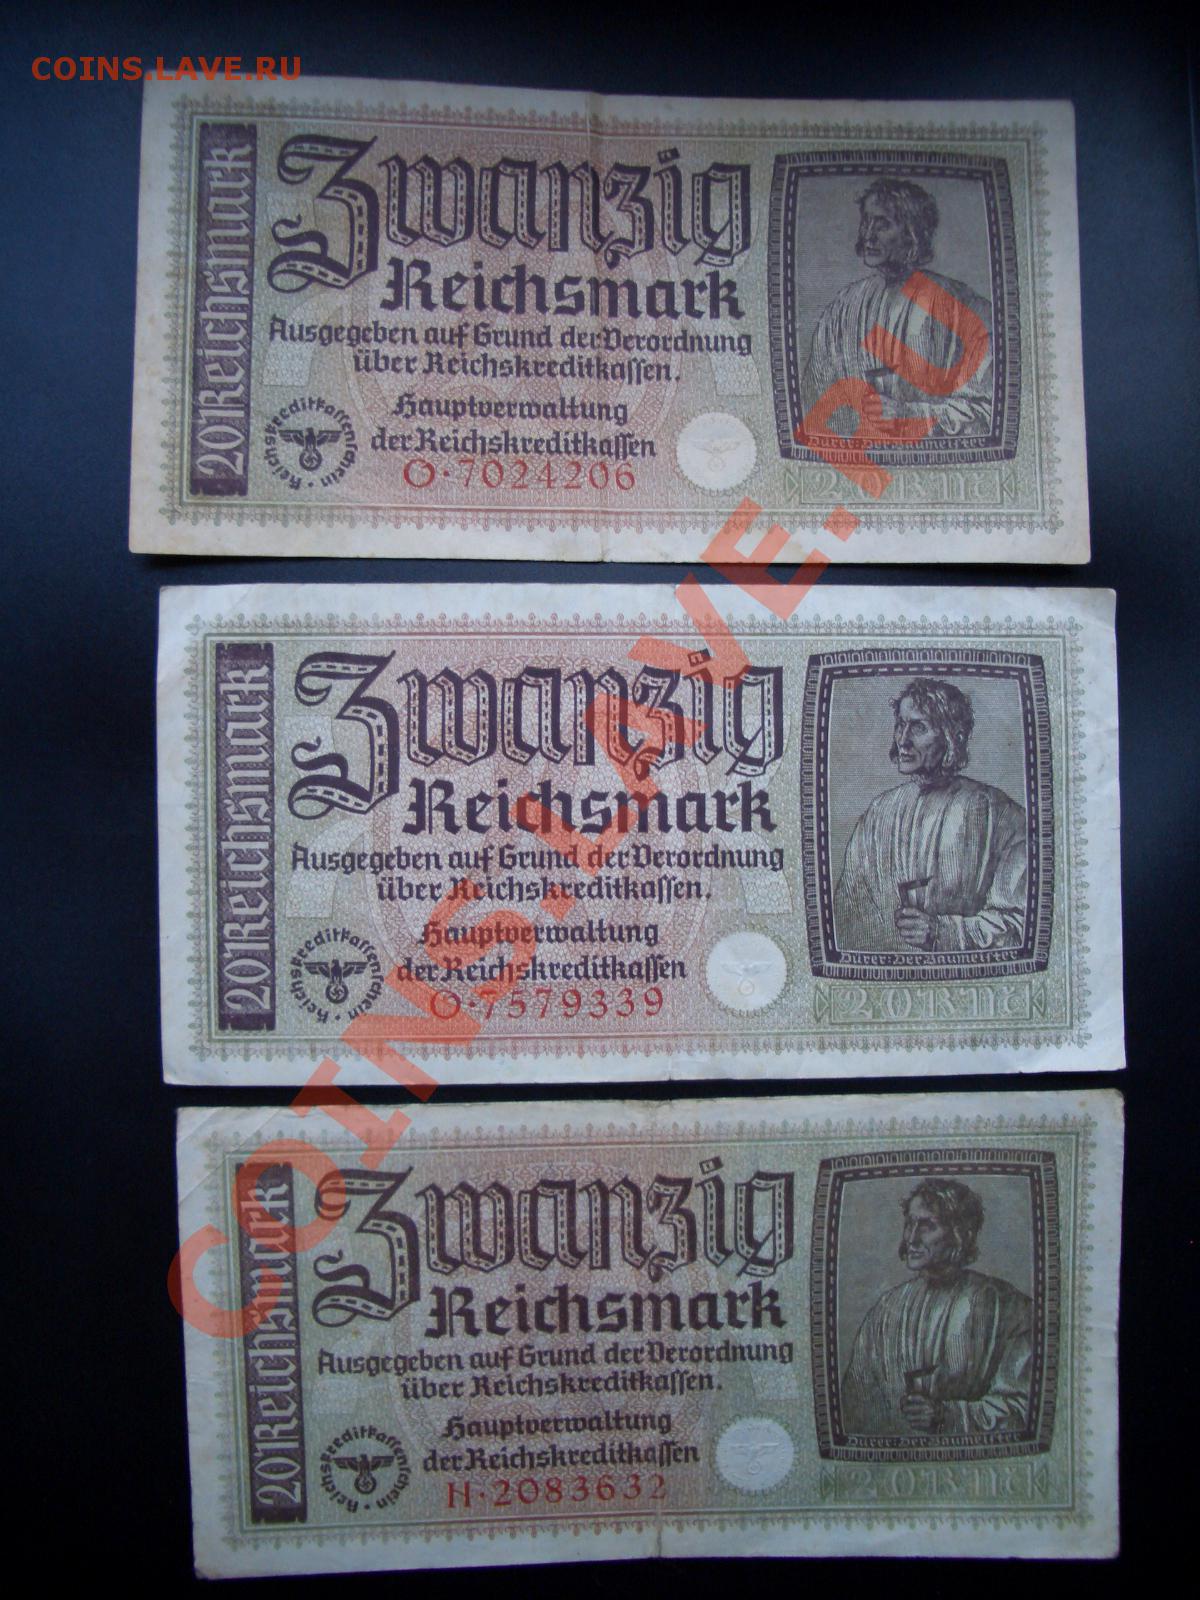 COINS.LAVE.RU
20 Reichsmark
Zwanzig
Reichsmark
Ausgegeben auf Grund der Verordnung
über Reichskreditkassen.
Hauptverwaltung
der Reichskreditkassen
Reichskreditkassenschein
O·7024206
Dürer: Der Baumeister
20 RM
20 Reichsmark
Zwanzig
Reichsmark
Ausgegeben auf Grund der Verordnung
über Reichskreditkassen.
Hauptverwaltung
der Reichskreditkassen
Reichskreditkassenschein
O·7579339
Dürer: Der Baumeister
20 RM
20 Reichsmark
Zwanzig
Reichsmark
Ausgegeben auf Grund der Verordnung
über Reichskreditkassen.
Hauptverwaltung
der Reichskreditkassen
Reichskreditkassenschein
H·2083632
Dürer: Der Baumeister
20 RM
COINS.LAVE.RU